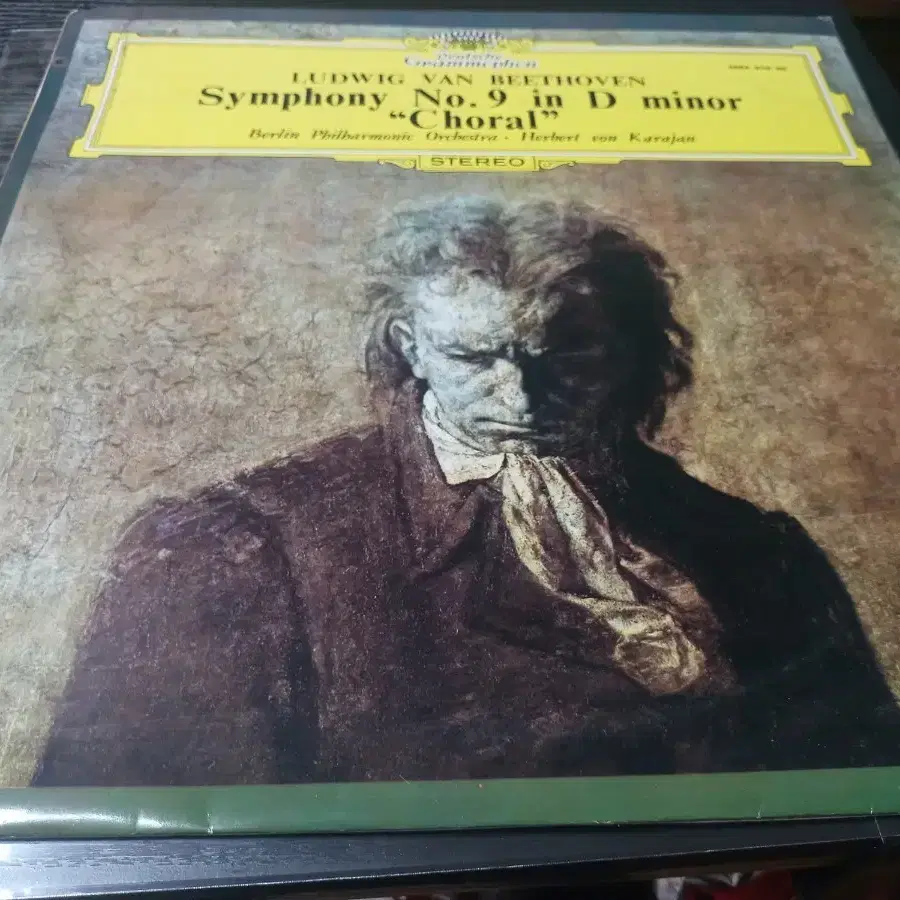 Deutsche
Grammophon
LUDWIG VAN BEETHOVEN
Symphony No. 9 in D minor
“Choral”
Berlin Philharmonic Orchestra · Herbert von Karajan
STEREO